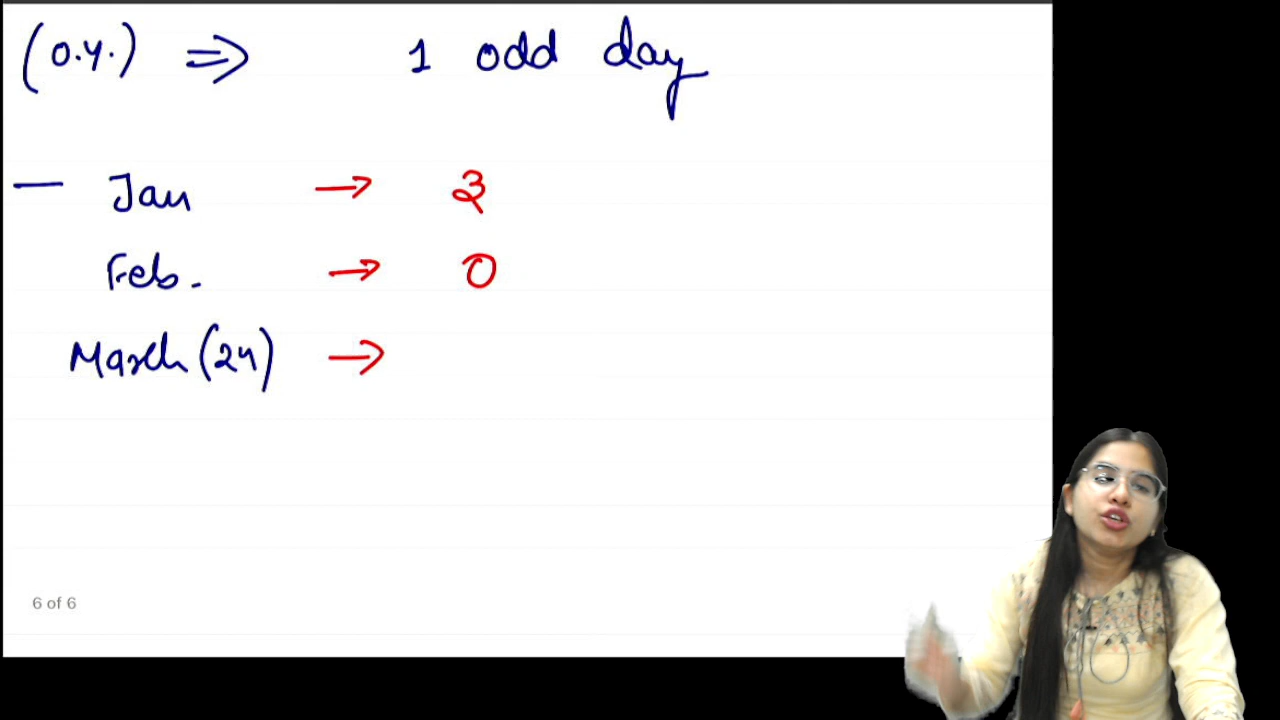 (O.Y.) ⇒ 1 odd day
— Jan → 3
Feb. → 0
March (24) →
6 of 6